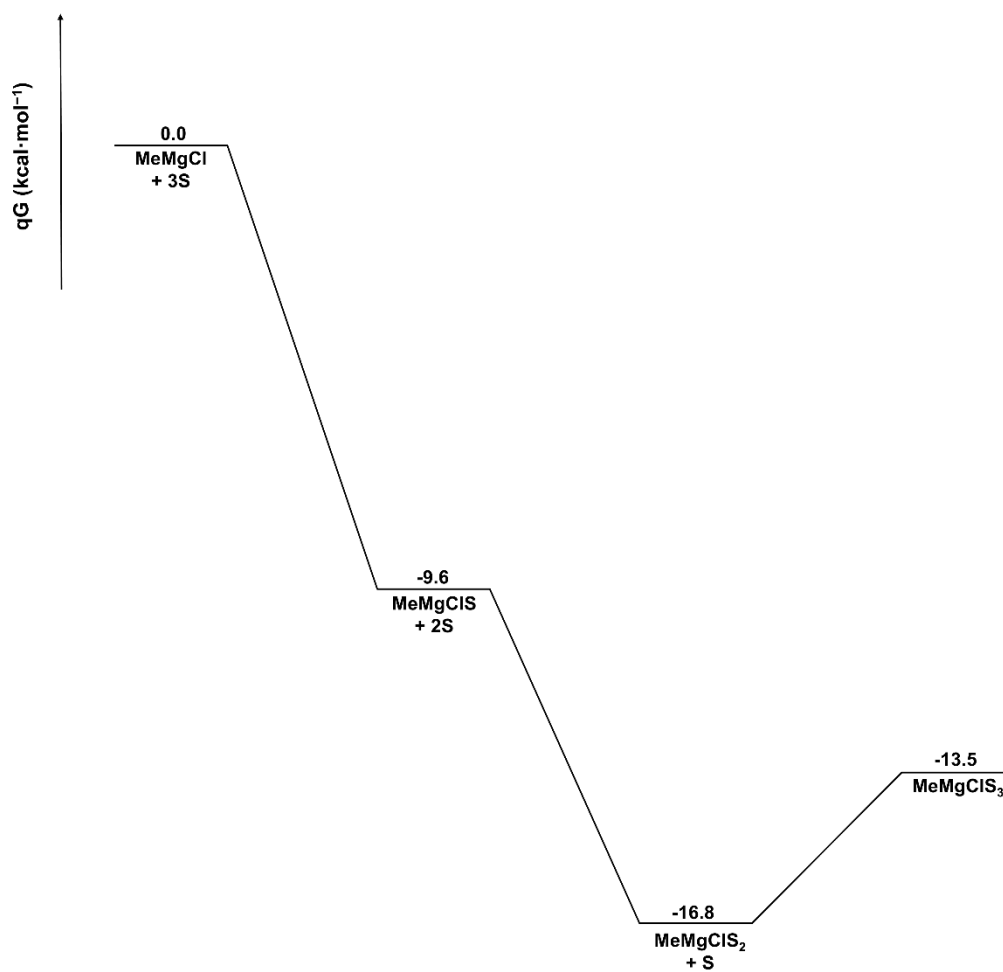 qG (kcal·mol⁻¹)
0.0
MeMgCl
+ 3S
-9.6
MeMgClS
+ 2S
-16.8
MeMgClS₂
+ S
-13.5
MeMgClS₃